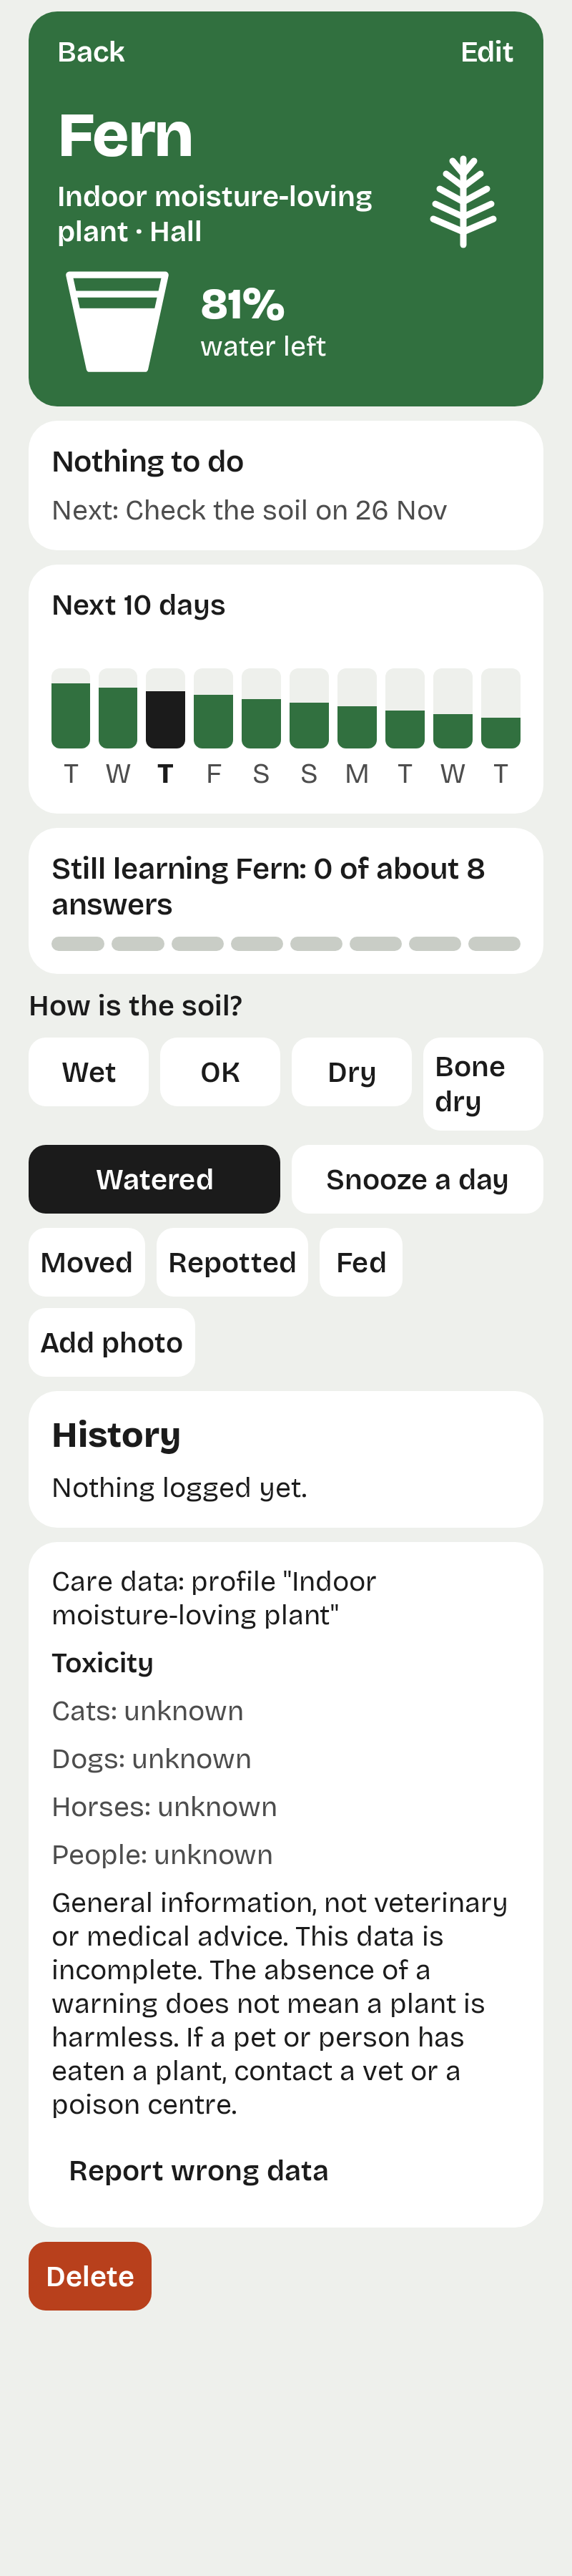 Back
Edit
Fern
Indoor moisture-loving
plant · Hall
81%
water left
Nothing to do
Next: Check the soil on 26 Nov
Next 10 days
T W T F S S M T W T
Still learning Fern: 0 of about 8
answers
How is the soil?
Wet
OK
Dry
Bone
dry
Watered
Snooze a day
Moved
Repotted
Fed
Add photo
History
Nothing logged yet.
Care data: profile "Indoor
moisture-loving plant"
Toxicity
Cats: unknown
Dogs: unknown
Horses: unknown
People: unknown
General information, not veterinary
or medical advice. This data is
incomplete. The absence of a
warning does not mean a plant is
harmless. If a pet or person has
eaten a plant, contact a vet or a
poison centre.
Report wrong data
Delete